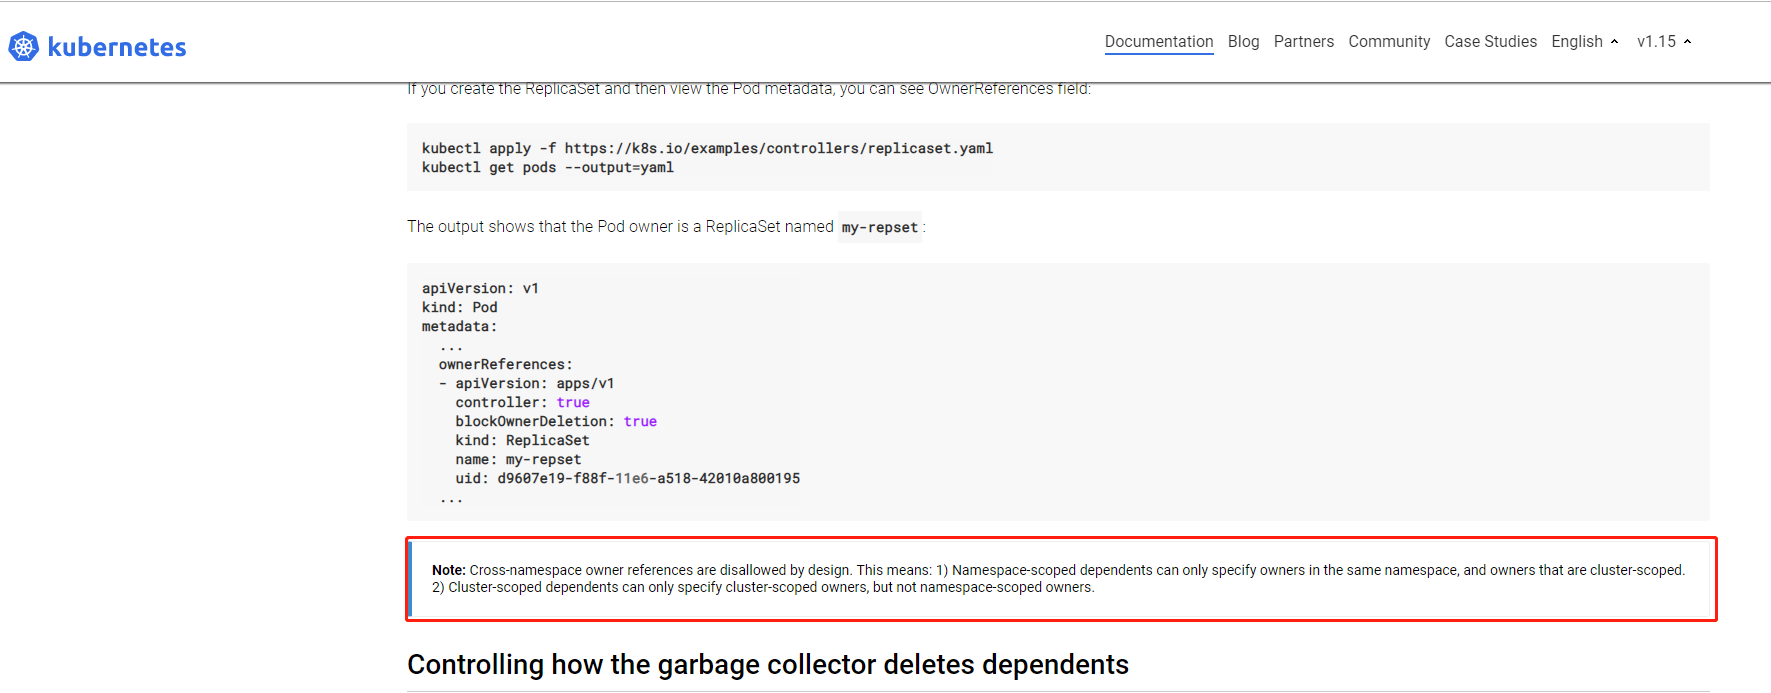 kubernetes
Documentation Blog Partners Community Case Studies English v1.15
If you create the ReplicaSet and then view the Pod metadata, you can see OwnerReferences field:
kubectl apply -f https://k8s.io/examples/controllers/replicaset.yaml
kubectl get pods --output=yaml
The output shows that the Pod owner is a ReplicaSet named my-repset :
apiVersion: v1
kind: Pod
metadata:
  ...
  ownerReferences:
  - apiVersion: apps/v1
    controller: true
    blockOwnerDeletion: true
    kind: ReplicaSet
    name: my-repset
    uid: d9607e19-f88f-11e6-a518-42010a800195
  ...
Note: Cross-namespace owner references are disallowed by design. This means: 1) Namespace-scoped dependents can only specify owners in the same namespace, and owners that are cluster-scoped.
2) Cluster-scoped dependents can only specify cluster-scoped owners, but not namespace-scoped owners.
Controlling how the garbage collector deletes dependents